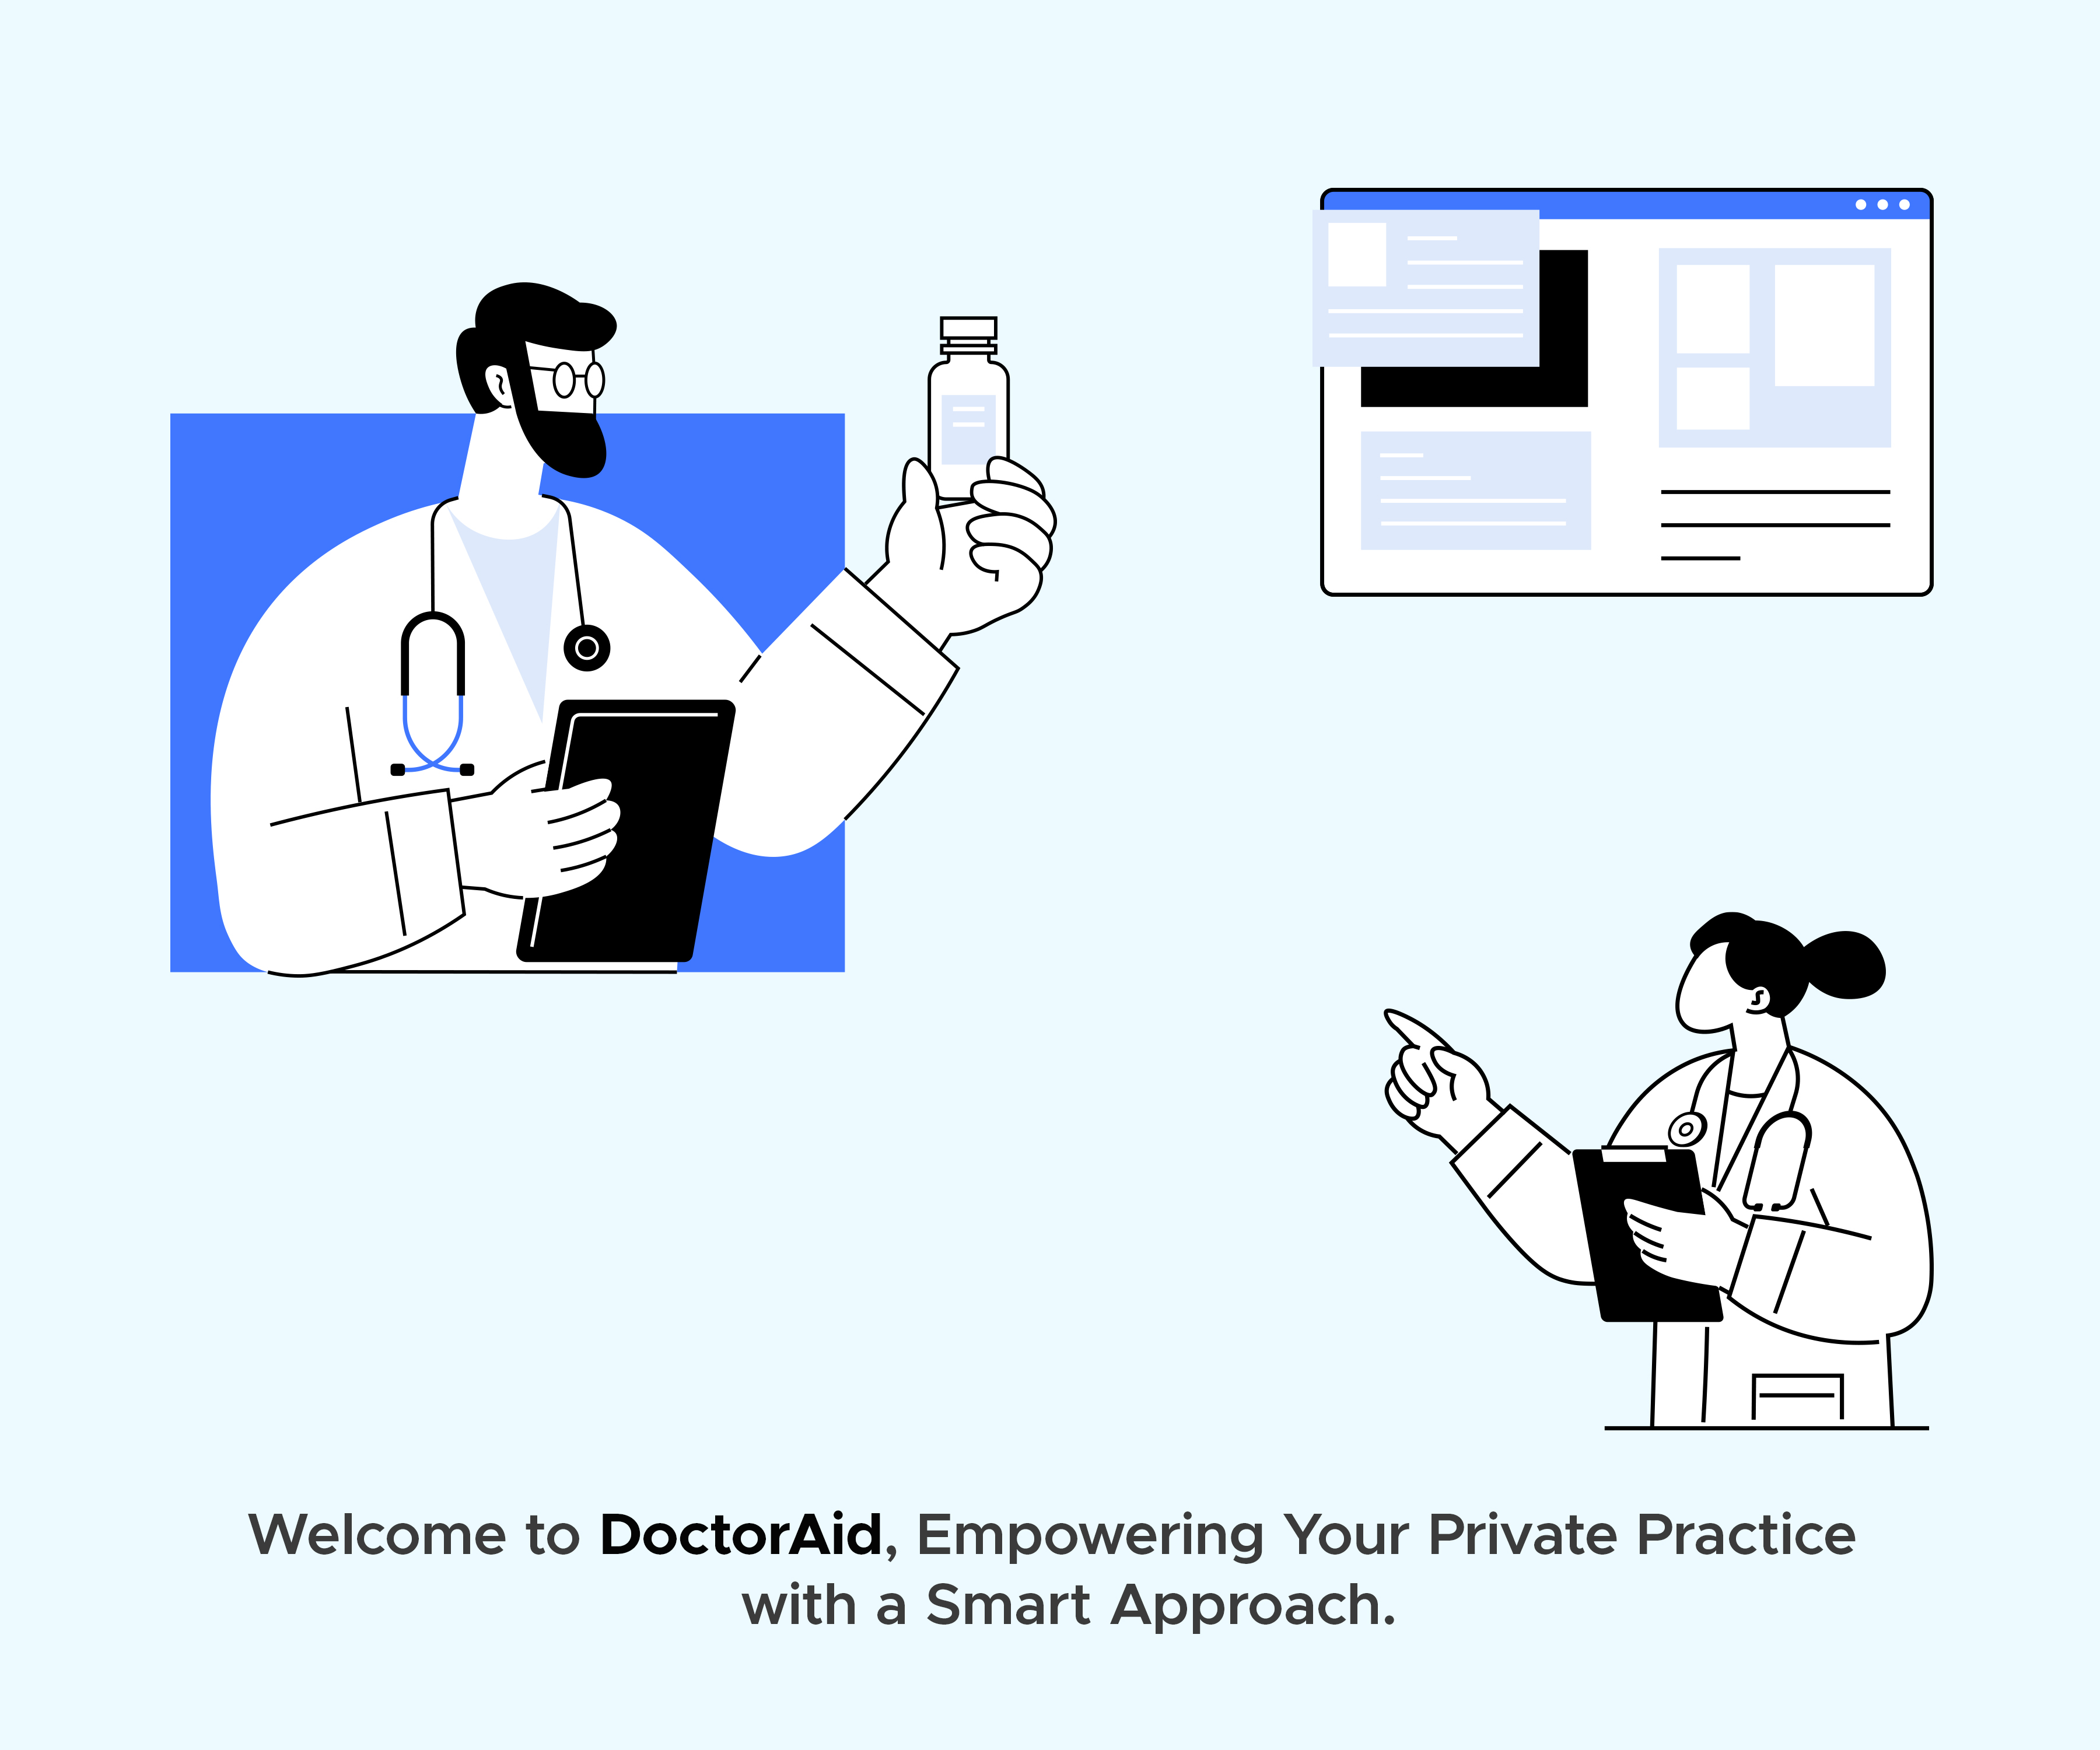 Welcome to DoctorAid, Empowering Your Private Practice
with a Smart Approach.